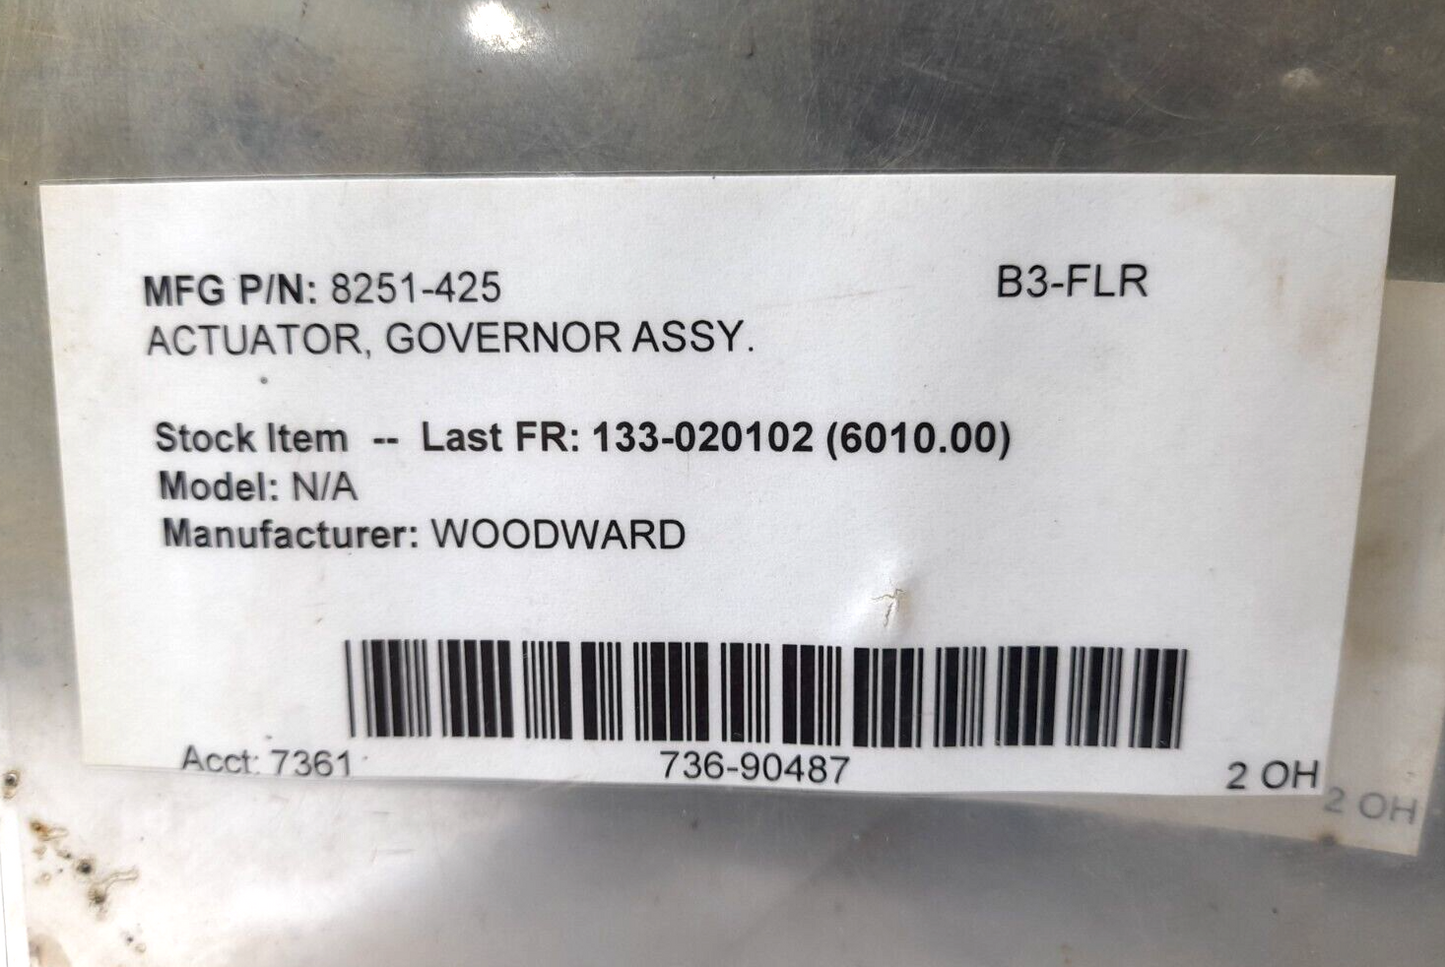 MFG P/N: 8251-425 B3-FLR
ACTUATOR, GOVERNOR ASSY.
Stock Item -- Last FR: 133-020102 (6010.00)
Model: N/A
Manufacturer: WOODWARD
Acct: 7361 736-90487 2 OH
2 OH